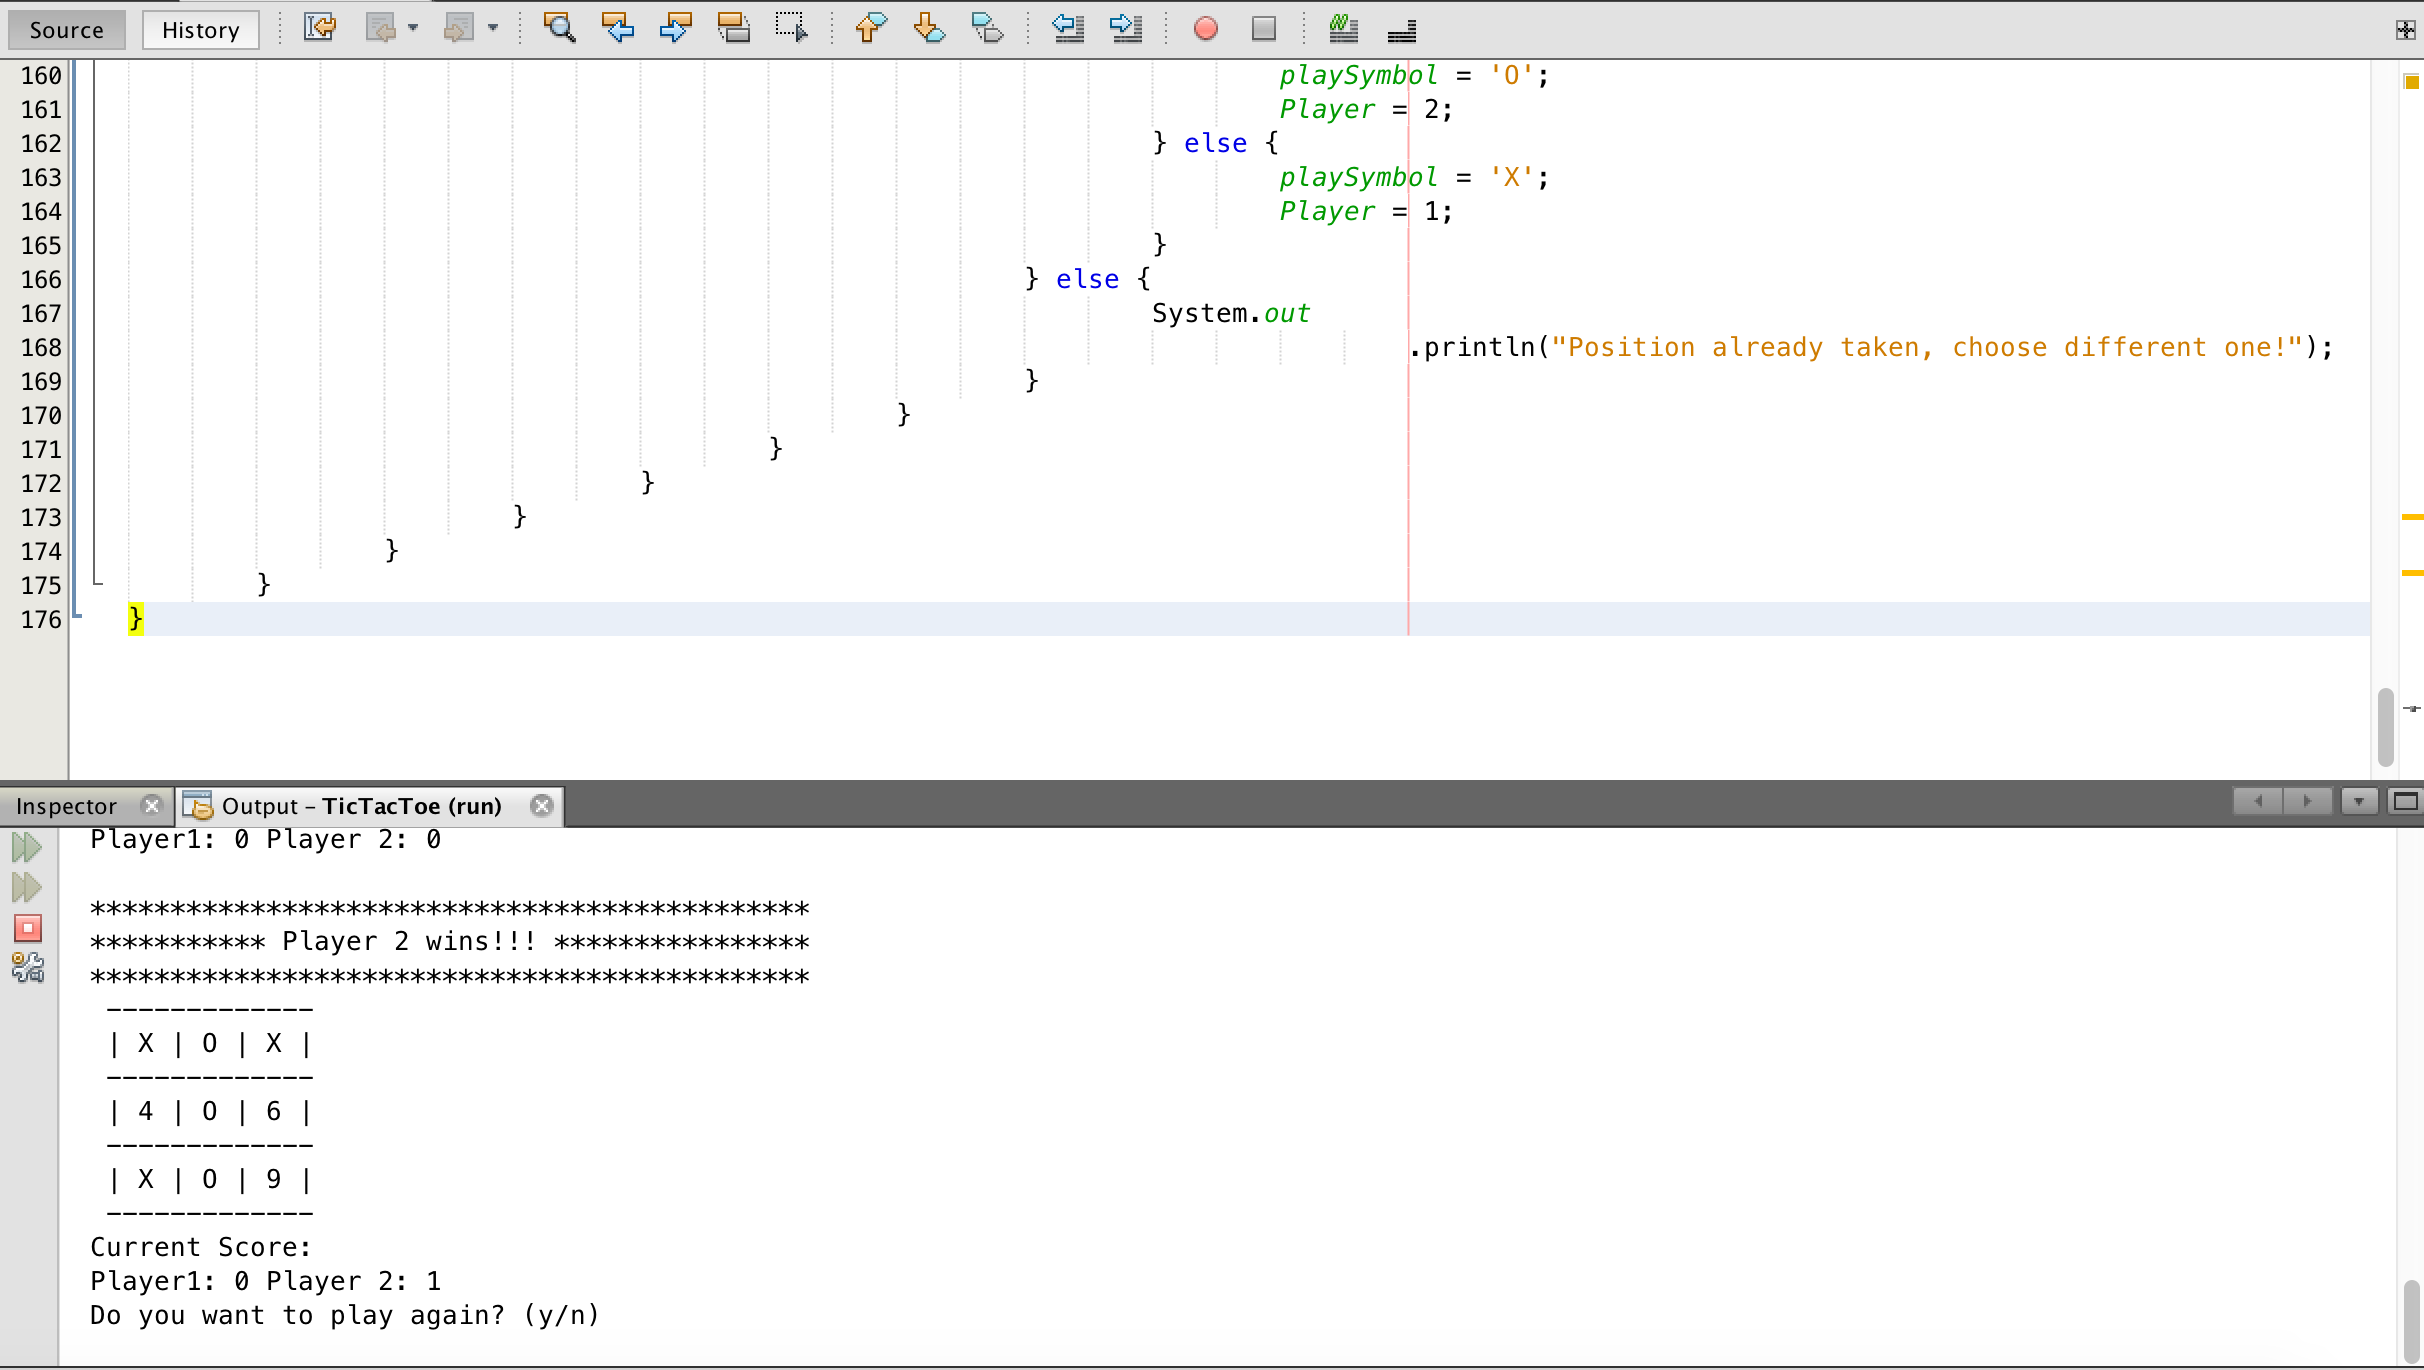 Source History
160 playSymbol = 'O';
161 Player = 2;
162 } else {
163 playSymbol = 'X';
164 Player = 1;
165 }
166 } else {
167 System.out
168 .println("Position already taken, choose different one!");
169 }
170 }
171 }
172 }
173 }
174 }
175 }
176 }
Inspector Output – TicTacToe (run)
Player1: 0 Player 2: 0
*********************************************
*********** Player 2 wins!!! ****************
*********************************************
-------------
| X | O | X |
-------------
| 4 | O | 6 |
-------------
| X | O | 9 |
-------------
Current Score:
Player1: 0 Player 2: 1
Do you want to play again? (y/n)